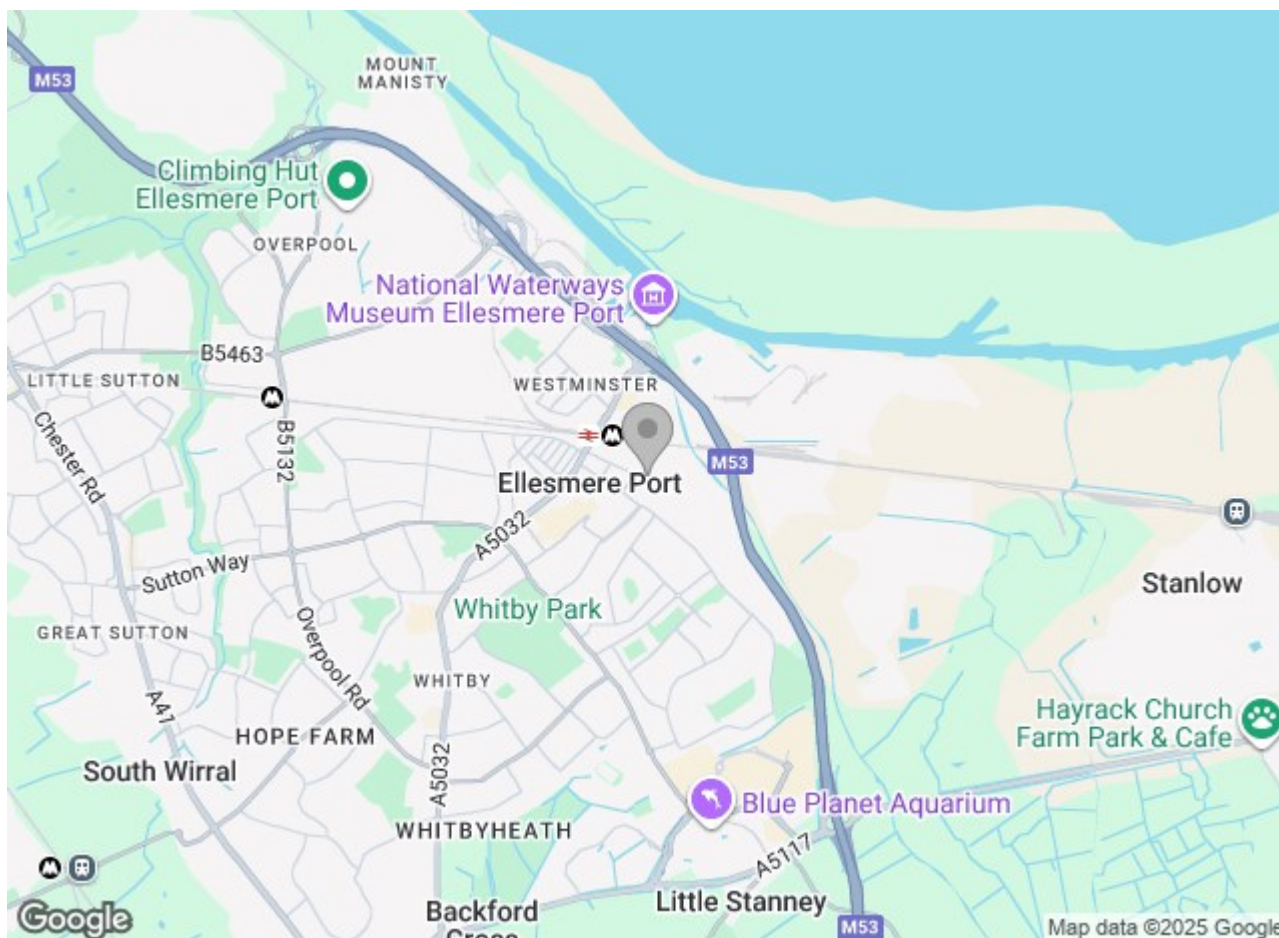 MOUNT
MANISTY
M53
Climbing Hut
Ellesmere Port
OVERPOOL
National Waterways
Museum Ellesmere Port
B5463
WESTMINSTER
LITTLE SUTTON
Chester Rd
B5132
M53
Ellesmere Port
A5032
Stanlow
Sutton Way
Whitby Park
GREAT SUTTON
Overpool Rd
WHITBY
A41
Hayrack Church
Farm Park & Cafe
HOPE FARM
South Wirral
A5032
Blue Planet Aquarium
WHITBYHEATH
A5117
Little Stanney
Backford
Cross
M53
Google
Map data ©2025 Google